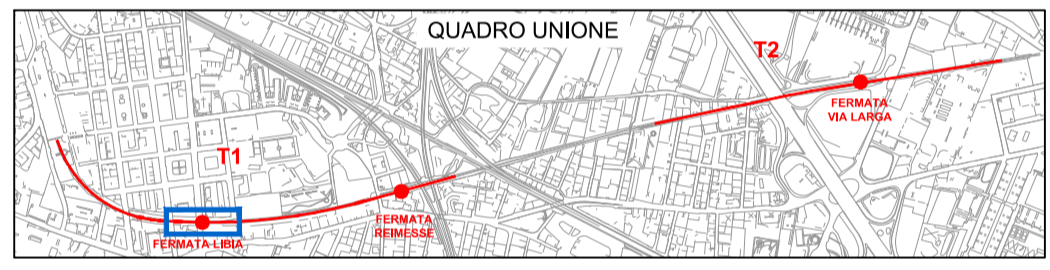 QUADRO UNIONE
T2
FERMATA
VIA LARGA
T1
FERMATA
REIMESSE
FERMATA LIBIA